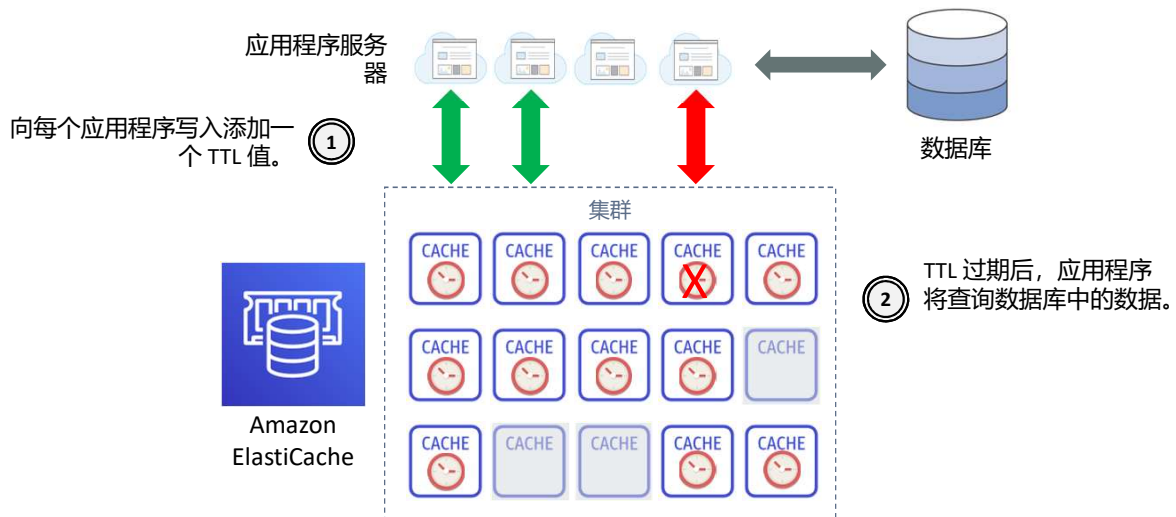 应用程序服务
器
向每个应用程序写入添加一
个 TTL 值。
1
数据库
集群
CACHE CACHE CACHE CACHE CACHE
X
2
TTL 过期后，应用程序
将查询数据库中的数据。
CACHE CACHE CACHE CACHE CACHE
Amazon
ElastiCache
CACHE CACHE CACHE CACHE CACHE